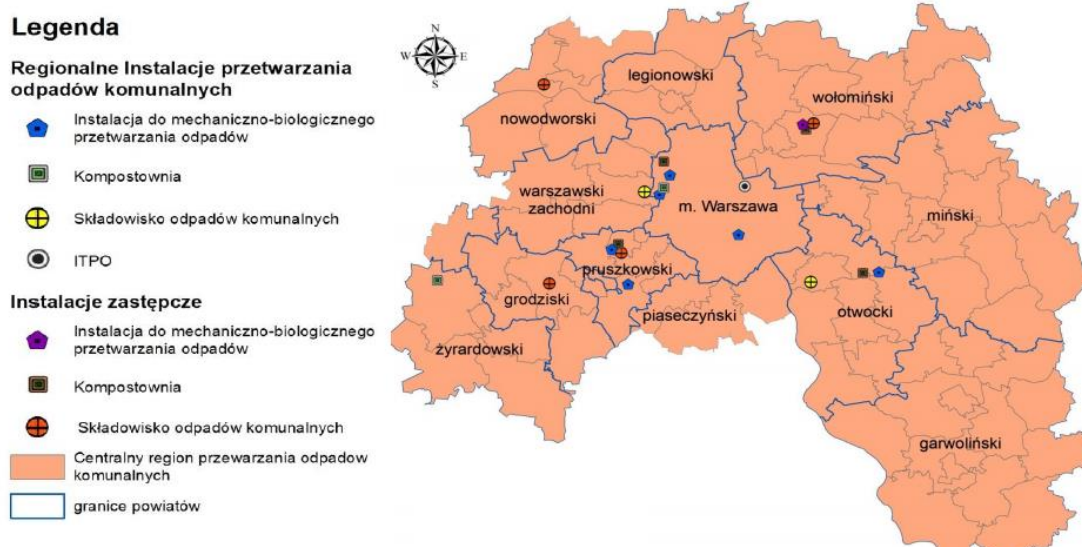 Legenda
Regionalne Instalacje przetwarzania
odpadów komunalnych
Instalacja do mechaniczno-biologicznego
przetwarzania odpadów
Kompostownia
Składowisko odpadów komunalnych
ITPO
Instalacje zastępcze
Instalacja do mechaniczno-biologicznego
przetwarzania odpadów
Kompostownia
Składowisko odpadów komunalnych
Centralny region przewarzania odpadow
komunalnych
granice powiatów
N
W
E
S
legionowski
wołomiński
nowodworski
warszawski
zachodni
m. Warszawa
miński
pruszkowski
grodziski
piaseczyński
otwocki
żyrardowski
garwoliński